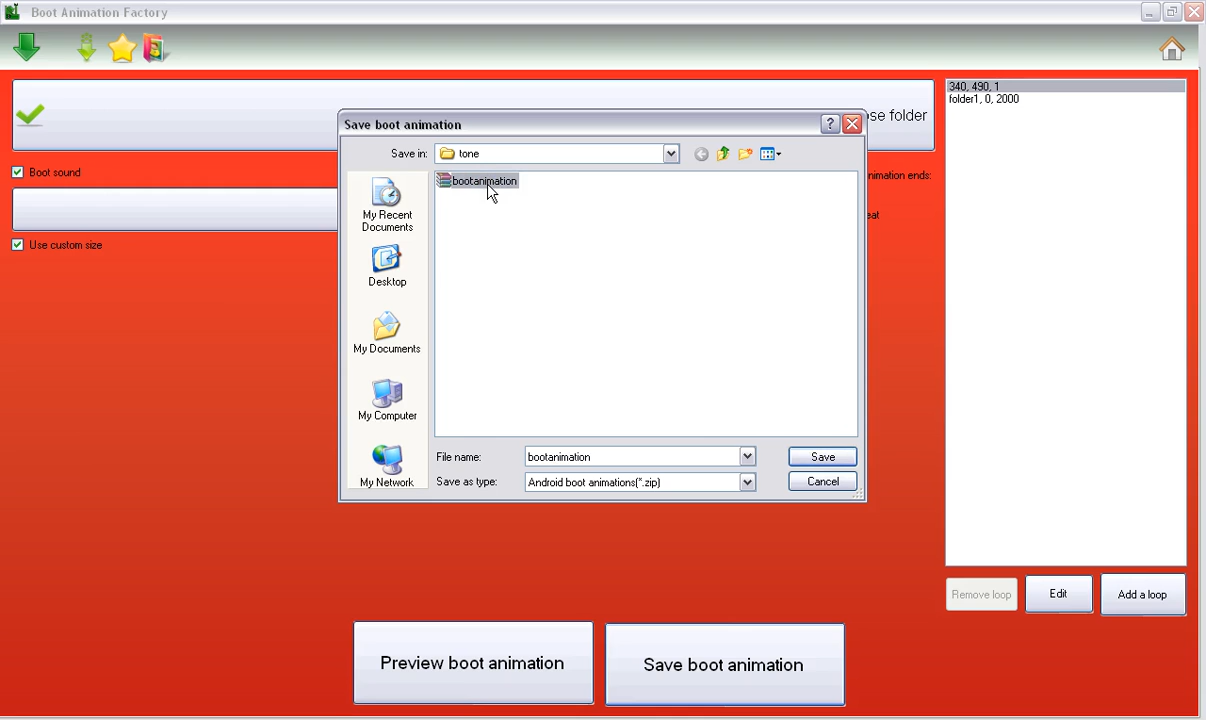 Boot Animation Factory
340, 490, 1
folder1, 0, 2000
se folder
Save boot animation
Save in:
tone
Boot sound
bootanimation
nimation ends:
My Recent
Documents
eat
Use custom size
Desktop
My Documents
My Computer
File name:
bootanimation
Save
My Network
Save as type:
Android boot animations(*.zip)
Cancel
Remove loop
Edit
Add a loop
Preview boot animation
Save boot animation